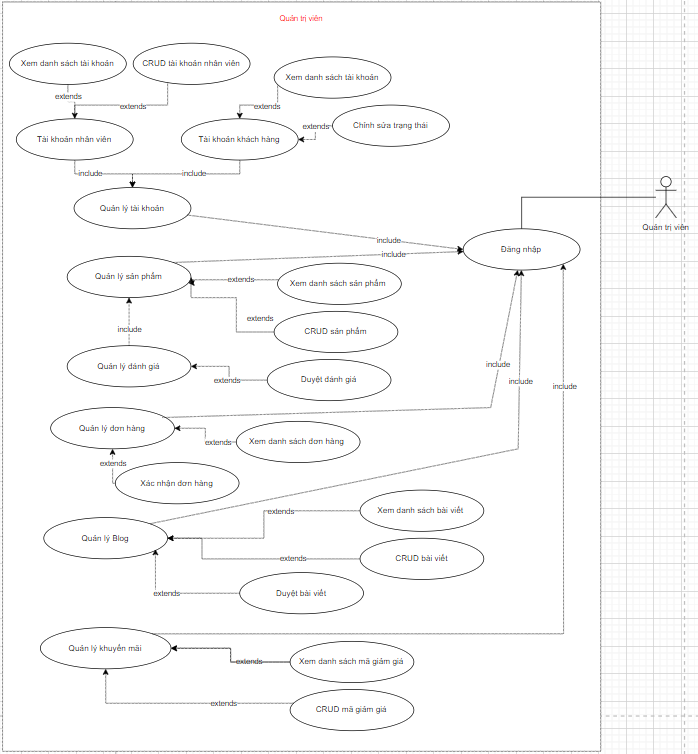 Quản trị viên
Xem danh sách tài khoản
CRUD tài khoản nhân viên
Xem danh sách tài khoản
extends
extends
extends
extends
Chỉnh sửa trạng thái
Tài khoản nhân viên
Tài khoản khách hàng
include
include
Quản lý tài khoản
Quản trị viên
include
Đăng nhập
include
Quản lý sản phẩm
extends
Xem danh sách sản phẩm
extends
include
CRUD sản phẩm
Quản lý đánh giá
include
extends
Duyệt đánh giá
include
include
Quản lý đơn hàng
extends
Xem danh sách đơn hàng
extends
Xác nhận đơn hàng
extends
Xem danh sách bài viết
Quản lý Blog
extends
CRUD bài viết
extends
Duyệt bài viết
Quản lý khuyến mãi
extends
Xem danh sách mã giảm giá
extends
CRUD mã giảm giá